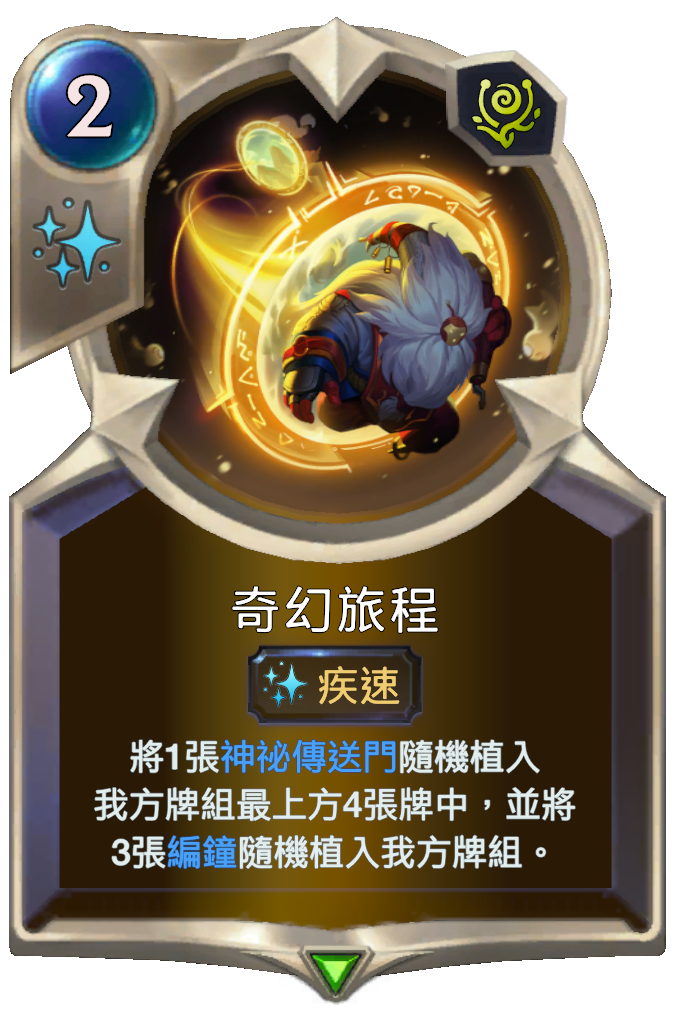 2
奇幻旅程
疾速
將1張神祕傳送門隨機植入
我方牌組最上方4張牌中，並將
3張編鐘隨機植入我方牌組。